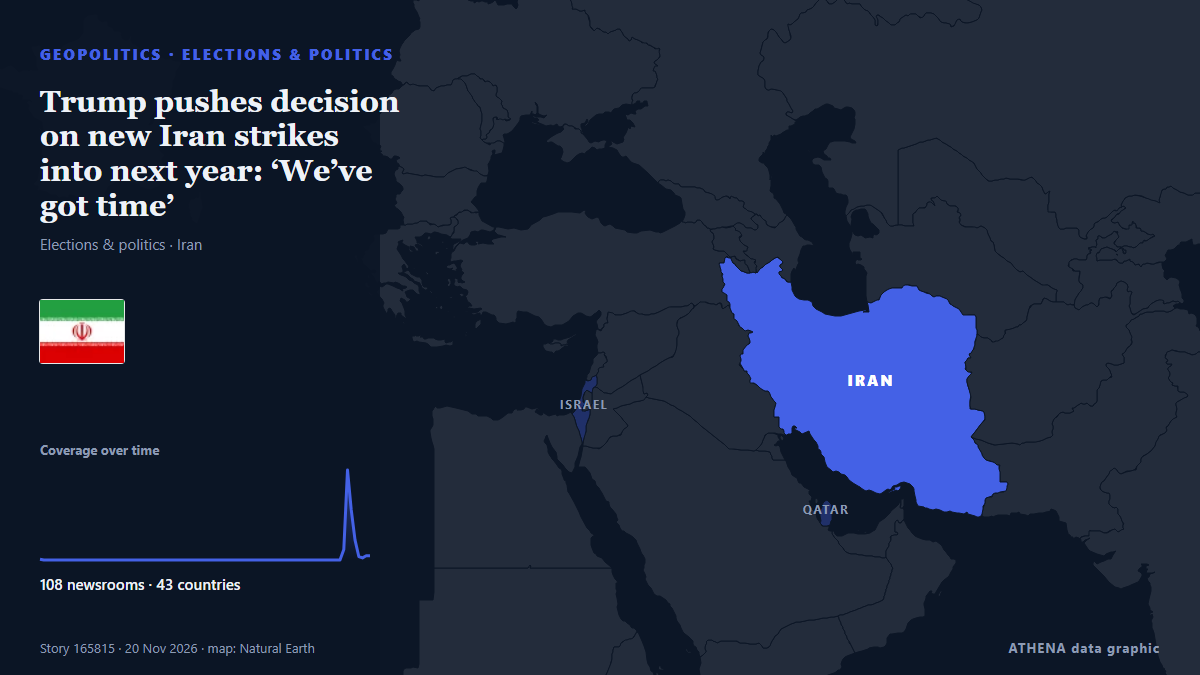 GEOPOLITICS · ELECTIONS & POLITICS
Trump pushes decision
on new Iran strikes
into next year: ‘We’ve
got time’
Elections & politics · Iran
IRAN
ISRAEL
QATAR
Coverage over time
108 newsrooms · 43 countries
Story 165815 · 20 Nov 2026 · map: Natural Earth
ATHENA data graphic